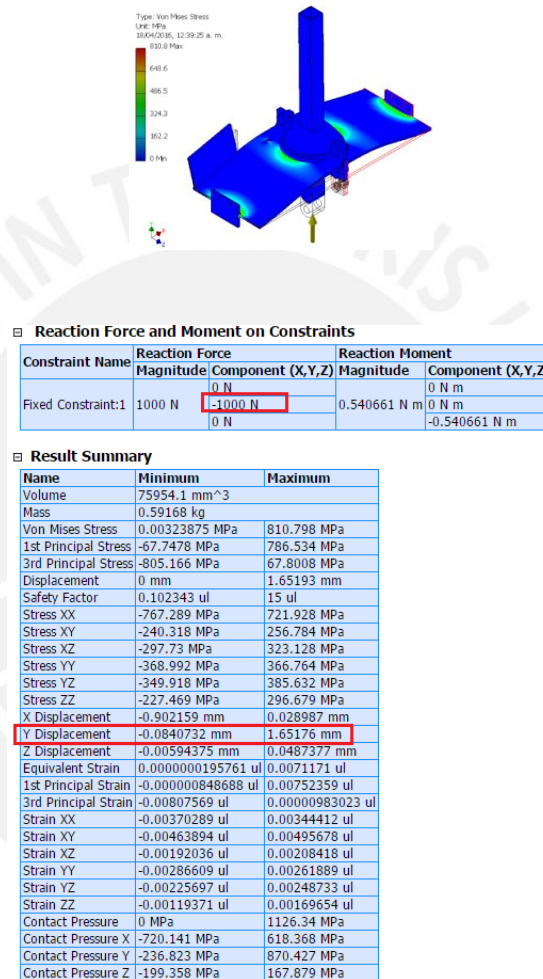 Type: Von Mises Stress
Unit: MPa
18/04/2016, 12:39:25 a. m.
810.8 Max
648.6
486.5
324.3
162.2
0 Min
Reaction Force and Moment on Constraints
Constraint Name Reaction Force Reaction Moment
Magnitude Component (X,Y,Z) Magnitude Component (X,Y,Z
Fixed Constraint:1 1000 N 0 N 0.540661 N m 0 N m
-1000 N 0 N m
0 N -0.540661 N m
Result Summary
Name Minimum Maximum
Volume 75954.1 mm^3
Mass 0.59168 kg
Von Mises Stress 0.00323875 MPa 810.798 MPa
1st Principal Stress -67.7478 MPa 786.534 MPa
3rd Principal Stress -805.166 MPa 67.8008 MPa
Displacement 0 mm 1.65193 mm
Safety Factor 0.102343 ul 15 ul
Stress XX -767.289 MPa 721.928 MPa
Stress XY -240.318 MPa 256.784 MPa
Stress XZ -297.73 MPa 323.128 MPa
Stress YY -368.992 MPa 366.764 MPa
Stress YZ -349.918 MPa 385.632 MPa
Stress ZZ -227.469 MPa 296.679 MPa
X Displacement -0.902159 mm 0.028987 mm
Y Displacement -0.0840732 mm 1.65176 mm
Z Displacement -0.00594375 mm 0.0487377 mm
Equivalent Strain 0.0000000195761 ul 0.0071171 ul
1st Principal Strain -0.000000848688 ul 0.00752359 ul
3rd Principal Strain -0.00807569 ul 0.00000983023 ul
Strain XX -0.00370289 ul 0.00344412 ul
Strain XY -0.00463894 ul 0.00495678 ul
Strain XZ -0.00192036 ul 0.00208418 ul
Strain YY -0.00286609 ul 0.00261889 ul
Strain YZ -0.00225697 ul 0.00248733 ul
Strain ZZ -0.00119371 ul 0.00169654 ul
Contact Pressure 0 MPa 1126.34 MPa
Contact Pressure X -720.141 MPa 618.368 MPa
Contact Pressure Y -236.823 MPa 870.427 MPa
Contact Pressure Z -199.358 MPa 167.879 MPa